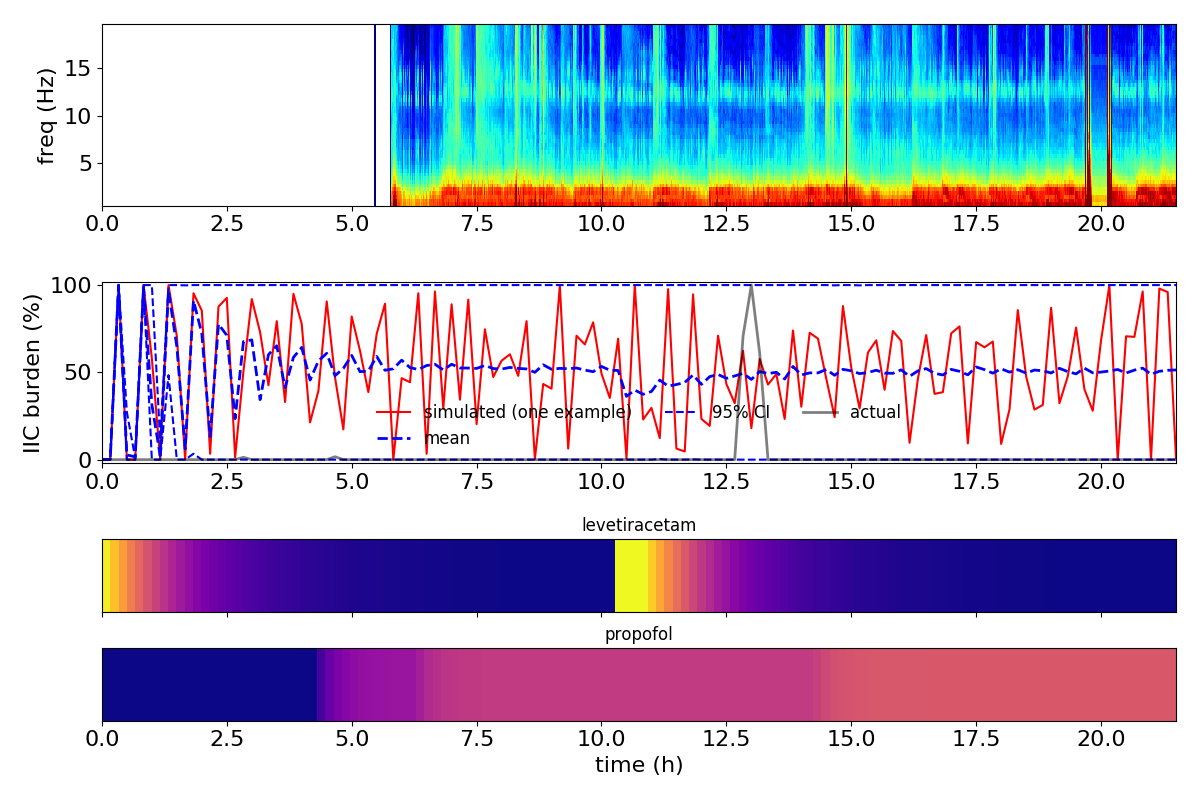 freq (Hz)
15
10
5
0.0 2.5 5.0 7.5 10.0 12.5 15.0 17.5 20.0
IIC burden (%)
100
50
0
simulated (one example) 95% CI actual
mean
0.0 2.5 5.0 7.5 10.0 12.5 15.0 17.5 20.0
levetiracetam
propofol
0.0 2.5 5.0 7.5 10.0 12.5 15.0 17.5 20.0
time (h)